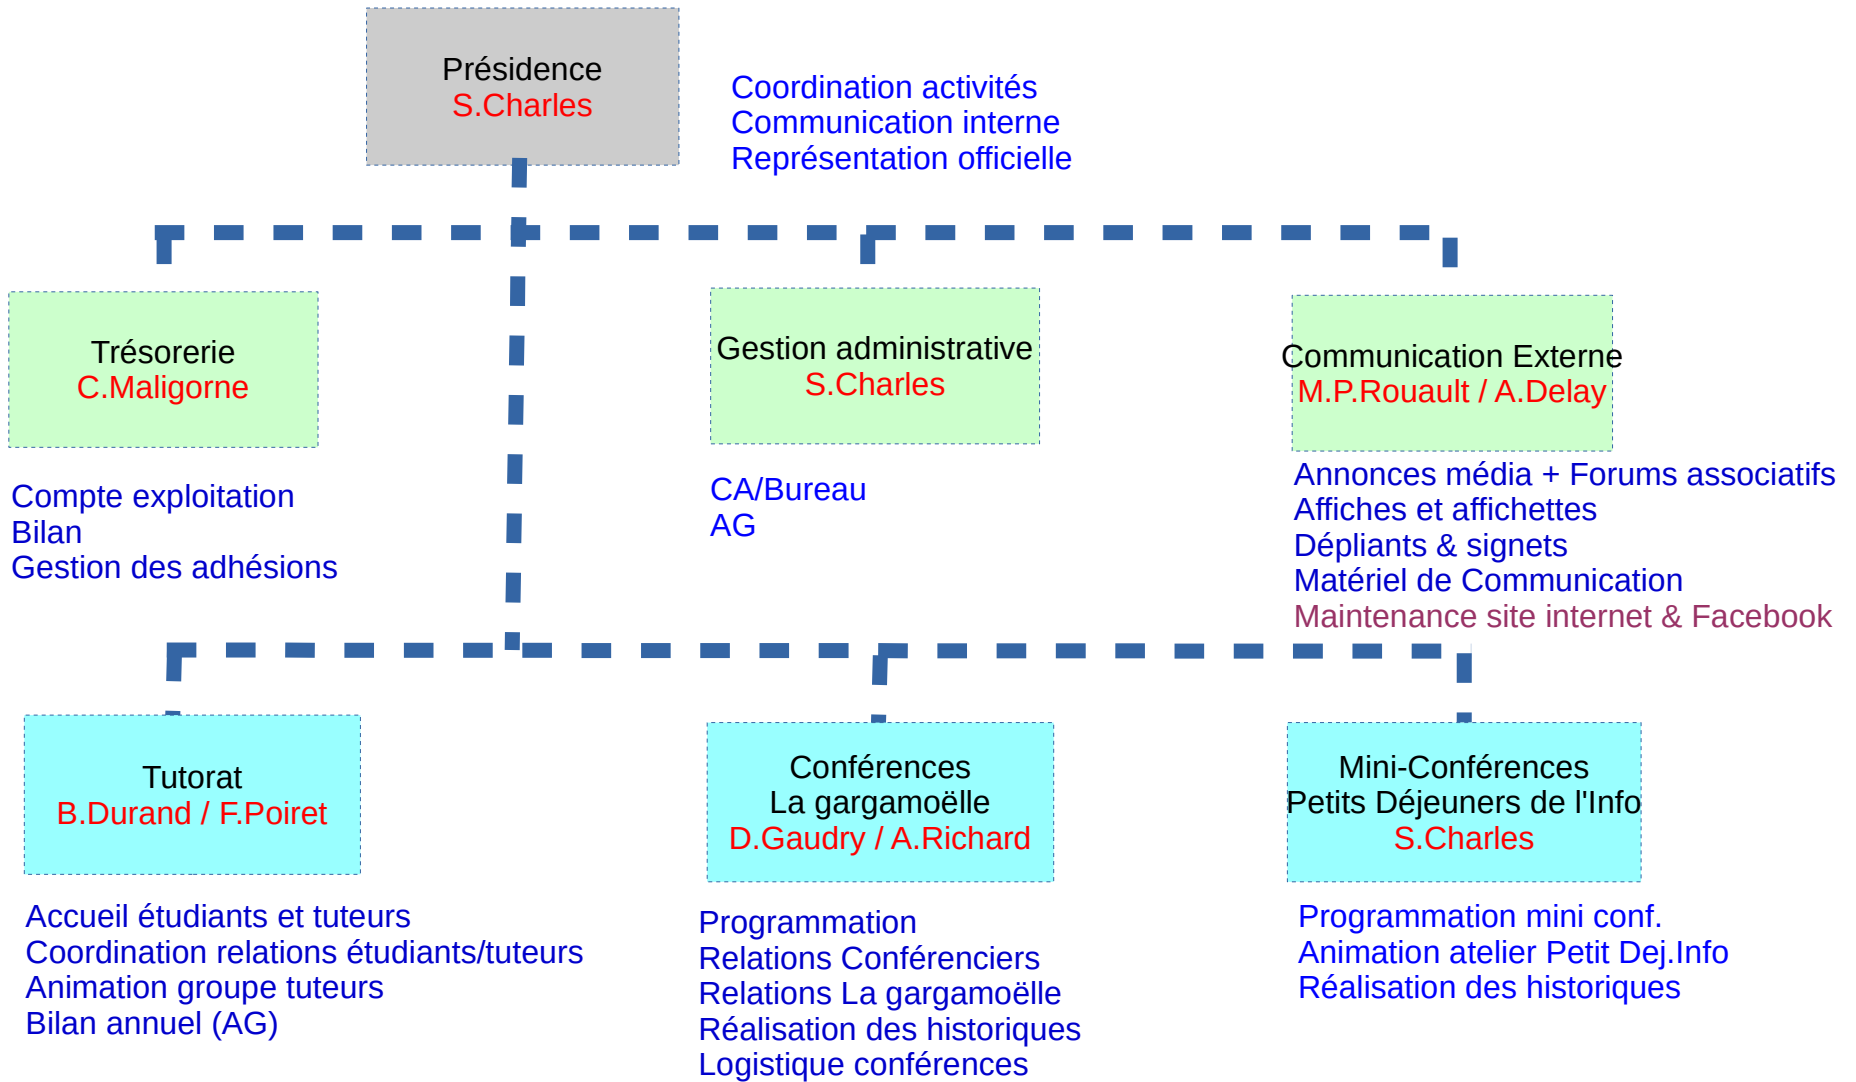 Présidence
S.Charles
Coordination activités
Communication interne
Représentation officielle
Trésorerie
C.Maligorne
Compte exploitation
Bilan
Gestion des adhésions
Gestion administrative
S.Charles
CA/Bureau
AG
Communication Externe
M.P.Rouault / A.Delay
Annonces média + Forums associatifs
Affiches et affichettes
Dépliants & signets
Matériel de Communication
Maintenance site internet & Facebook
Tutorat
B.Durand / F.Poiret
Accueil étudiants et tuteurs
Coordination relations étudiants/tuteurs
Animation groupe tuteurs
Bilan annuel (AG)
Conférences
La gargamoëlle
D.Gaudry / A.Richard
Programmation
Relations Conférenciers
Relations La gargamoëlle
Réalisation des historiques
Logistique conférences
Mini-Conférences
Petits Déjeuners de l'Info
S.Charles
Programmation mini conf.
Animation atelier Petit Dej.Info
Réalisation des historiques